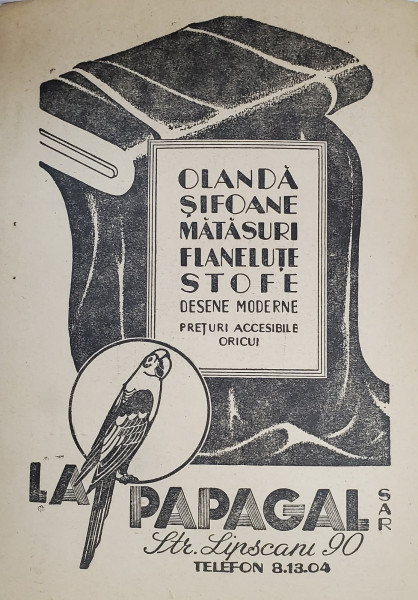 OLANDĂ
ȘIFOANE
MĂTĂSURI
FLANELUȚE
STOFE
DESENE MODERNE
PREȚURI ACCESIBILE
ORICUI
LA PAPAGAL SAR
Str. Lipscani 90
TELEFON 8.13.04